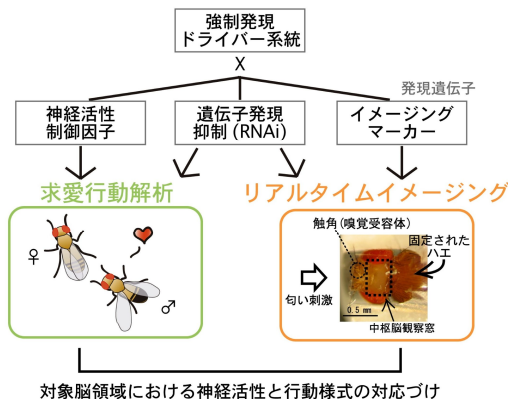 強制発現
ドライバー系統
X
発現遺伝子
神経活性
制御因子
遺伝子発現
抑制(RNAi)
イメージング
マーカー
求愛行動解析
リアルタイムイメージング
♀
♂
触角(嗅覚受容体)
固定された
ハエ
匂い刺激
0.5 mm
中枢脳観察窓
対象脳領域における神経活性と行動様式の対応づけ